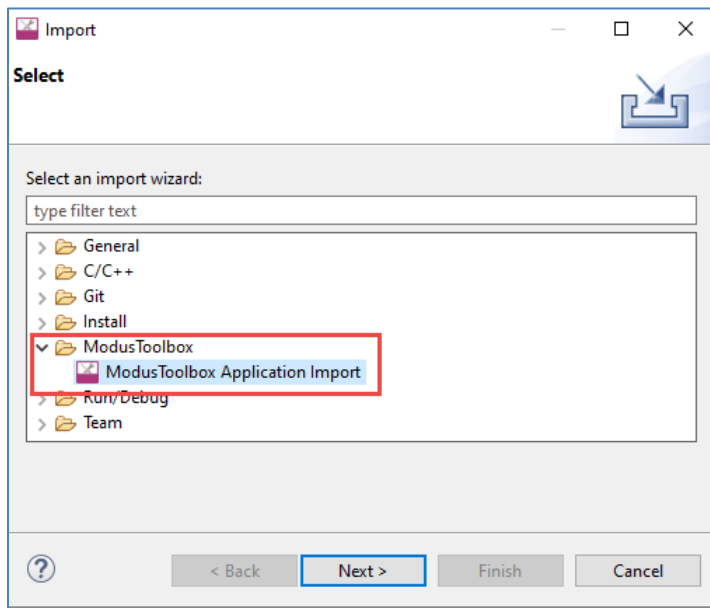 Import
Select
Select an import wizard:
type filter text
General
C/C++
Git
Install
ModusToolbox
ModusToolbox Application Import
Run/Debug
Team
?
< Back
Next >
Finish
Cancel